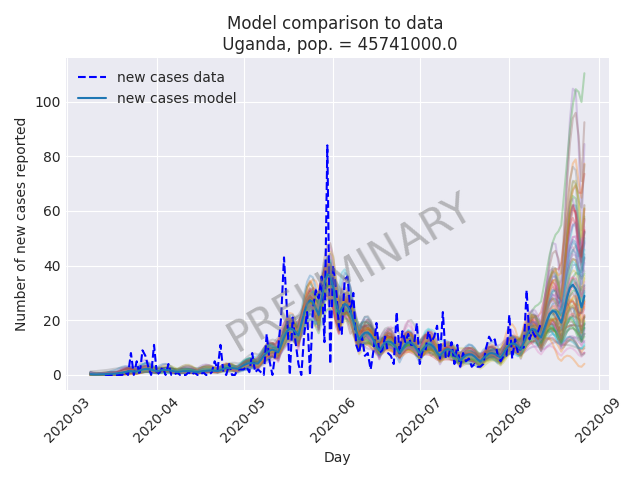 Model comparison to data
Uganda, pop. = 45741000.0
new cases data
new cases model
PRELIMINARY
Number of new cases reported
100
80
60
40
20
0
2020-03
2020-04
2020-05
2020-06
2020-07
2020-08
2020-09
Day